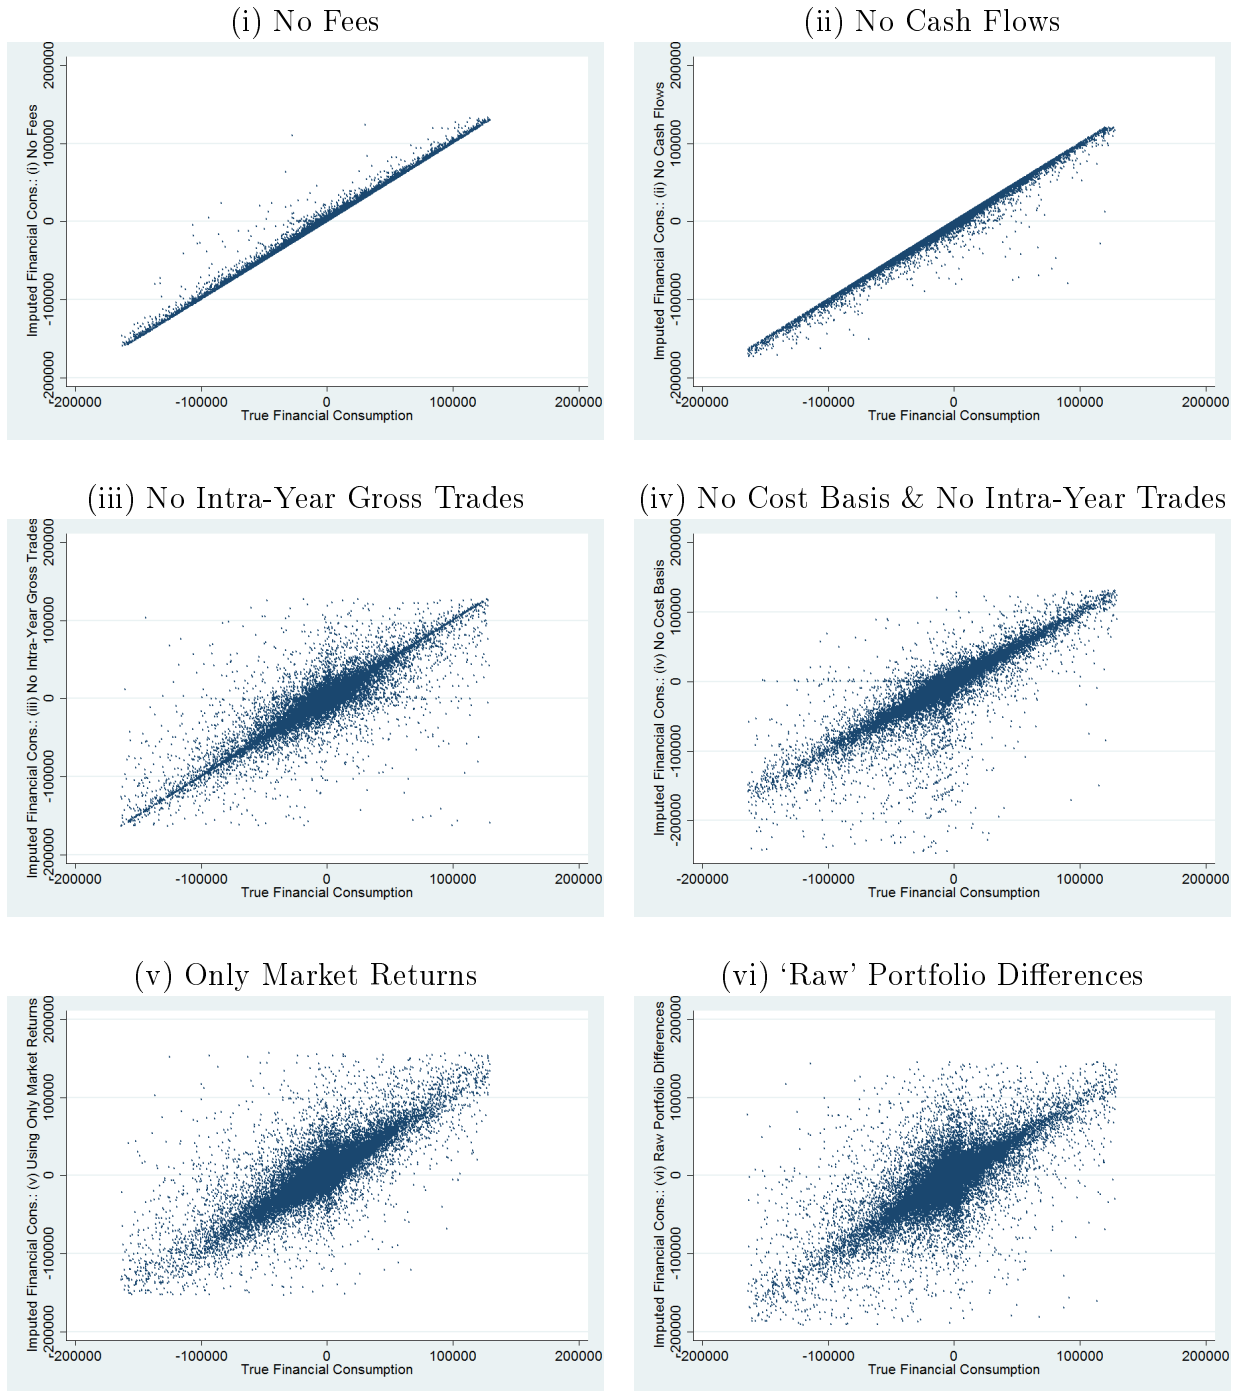 (i) No Fees
Imputed Financial Cons.: (i) No Fees
200000
100000
0
-100000
-200000
-200000 -100000 0 100000 200000
True Financial Consumption
(ii) No Cash Flows
Imputed Financial Cons.: (ii) No Cash Flows
200000
100000
0
-100000
-200000
-200000 -100000 0 100000 200000
True Financial Consumption
(iii) No Intra-Year Gross Trades
Imputed Financial Cons.: (iii) No Intra-Year Gross Trades
200000
100000
0
-100000
-200000
-200000 -100000 0 100000 200000
True Financial Consumption
(iv) No Cost Basis & No Intra-Year Trades
Imputed Financial Cons.: (iv) No Cost Basis
200000
100000
0
-100000
-200000
-200000 -100000 0 100000 200000
True Financial Consumption
(v) Only Market Returns
Imputed Financial Cons.: (v) Using Only Market Returns
200000
100000
0
-100000
-200000
-200000 -100000 0 100000 200000
True Financial Consumption
(vi) ‘Raw’ Portfolio Differences
Imputed Financial Cons.: (vi) Raw Portfolio Differences
200000
100000
0
-100000
-200000
-200000 -100000 0 100000 200000
True Financial Consumption